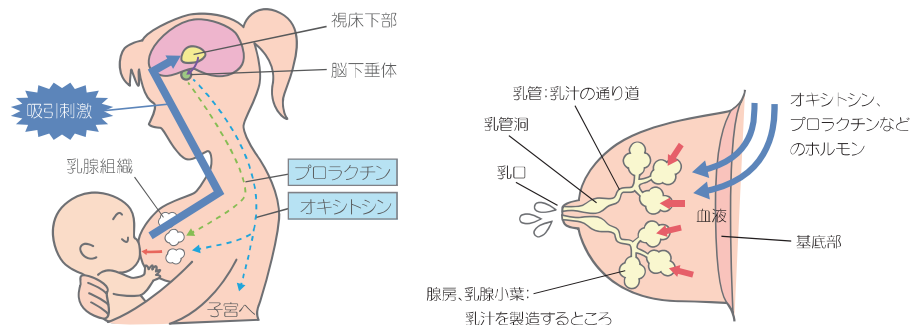 視床下部
脳下垂体
吸引刺激
乳腺組織
プロラクチン
オキシトシン
子宮へ
乳管:乳汁の通り道
乳管洞
乳口
オキシトシン、
プロラクチンなど
のホルモン
血液
基底部
腺房、乳腺小葉:
乳汁を製造するところ